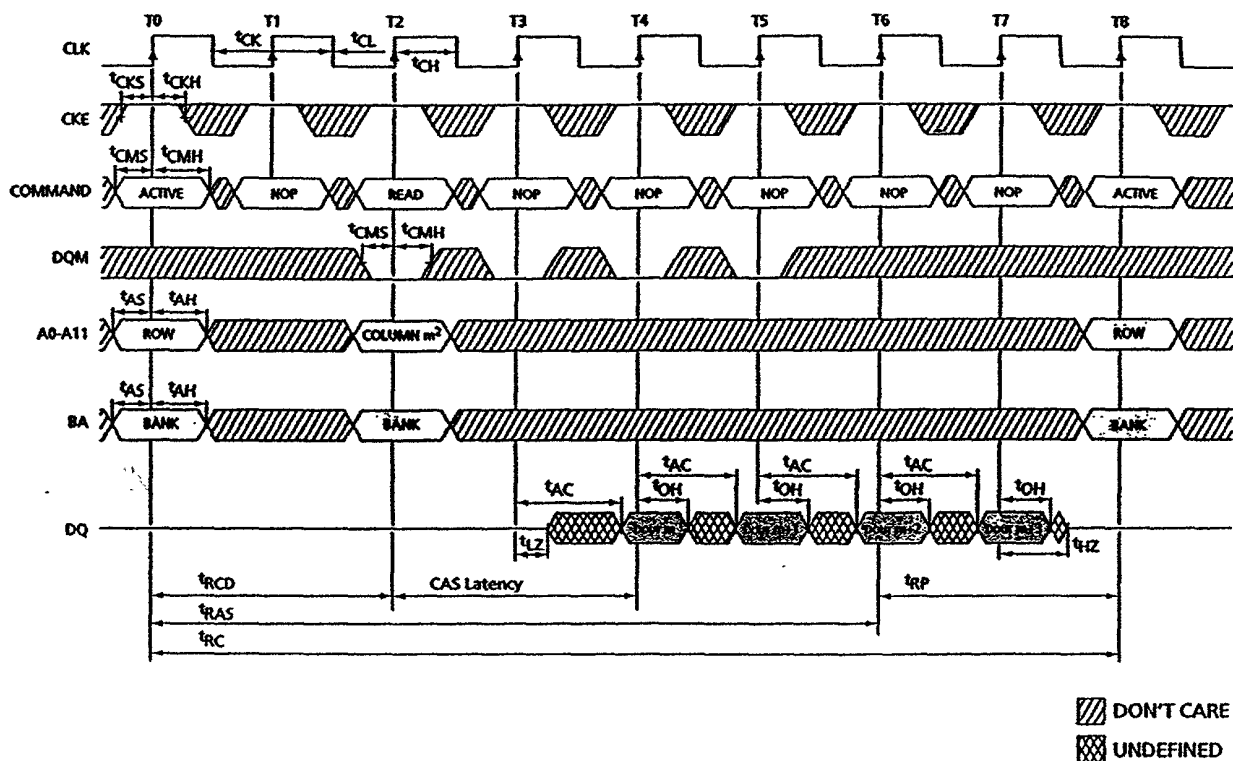 T0 T1 T2 T3 T4 T5 T6 T7 T8
CLK
tCK tCL
tCH
tCKS tCKH
CKE
tCMS tCMH
COMMAND ACTIVE NOP READ NOP NOP NOP NOP NOP ACTIVE
tCMS tCMH
DQM
tAS tAH
A0-A11 ROW COLUMN m2 ROW
tAS tAH
BA BANK BANK BANK
tAC tAC tAC tAC
tOH tOH tOH tOH
DQ
tLZ tHZ
tRCD CAS Latency tRP
tRAS
tRC
DON'T CARE
UNDEFINED